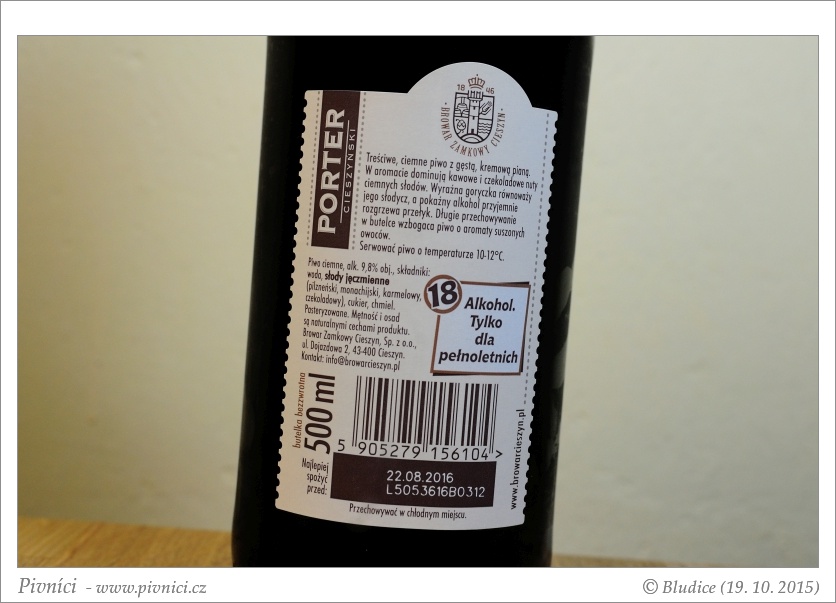 18 46
BROWAR ZAMKOWY CIESZYN
PORTER
CIESZYŃSKI
Treściwe, ciemne piwo z gęstą, kremową pianą.
W aromacie dominują kawowe i czekoladowe nuty
ciemnych słodów. Wyraźna goryczka równoważy
jego słodycz, a pokaźny alkohol przyjemnie
rozgrzewa przełyk. Długie przechowywanie
w butelce wzbogaca piwo o aromaty suszonych
owoców.
Serwować piwo o temperaturze 10-12°C.
Piwo ciemne, alk. 9,8% obj., składniki:
woda, słody jęczmienne
(pilzneński, monachijski, karmelowy,
czekoladowy), cukier, chmiel.
Pasteryzowane. Mętność i osad
są naturalnymi cechami produktu.
Browar Zamkowy Cieszyn, Sp. z o.o.,
ul. Dojazdowa 2, 43-400 Cieszyn.
Kontakt: info@browarcieszyn.pl
18
Alkohol.
Tylko
dla
pełnoletnich
butelka bezzwrotna
500 ml
5 905279 156104 >
Najlepiej
spożyć
przed:
22.08.2016
L5053616B0312
www.browarcieszyn.pl
Przechowywać w chłodnym miejscu.
Pivníci - www.pivnici.cz
© Bludice (19. 10. 2015)